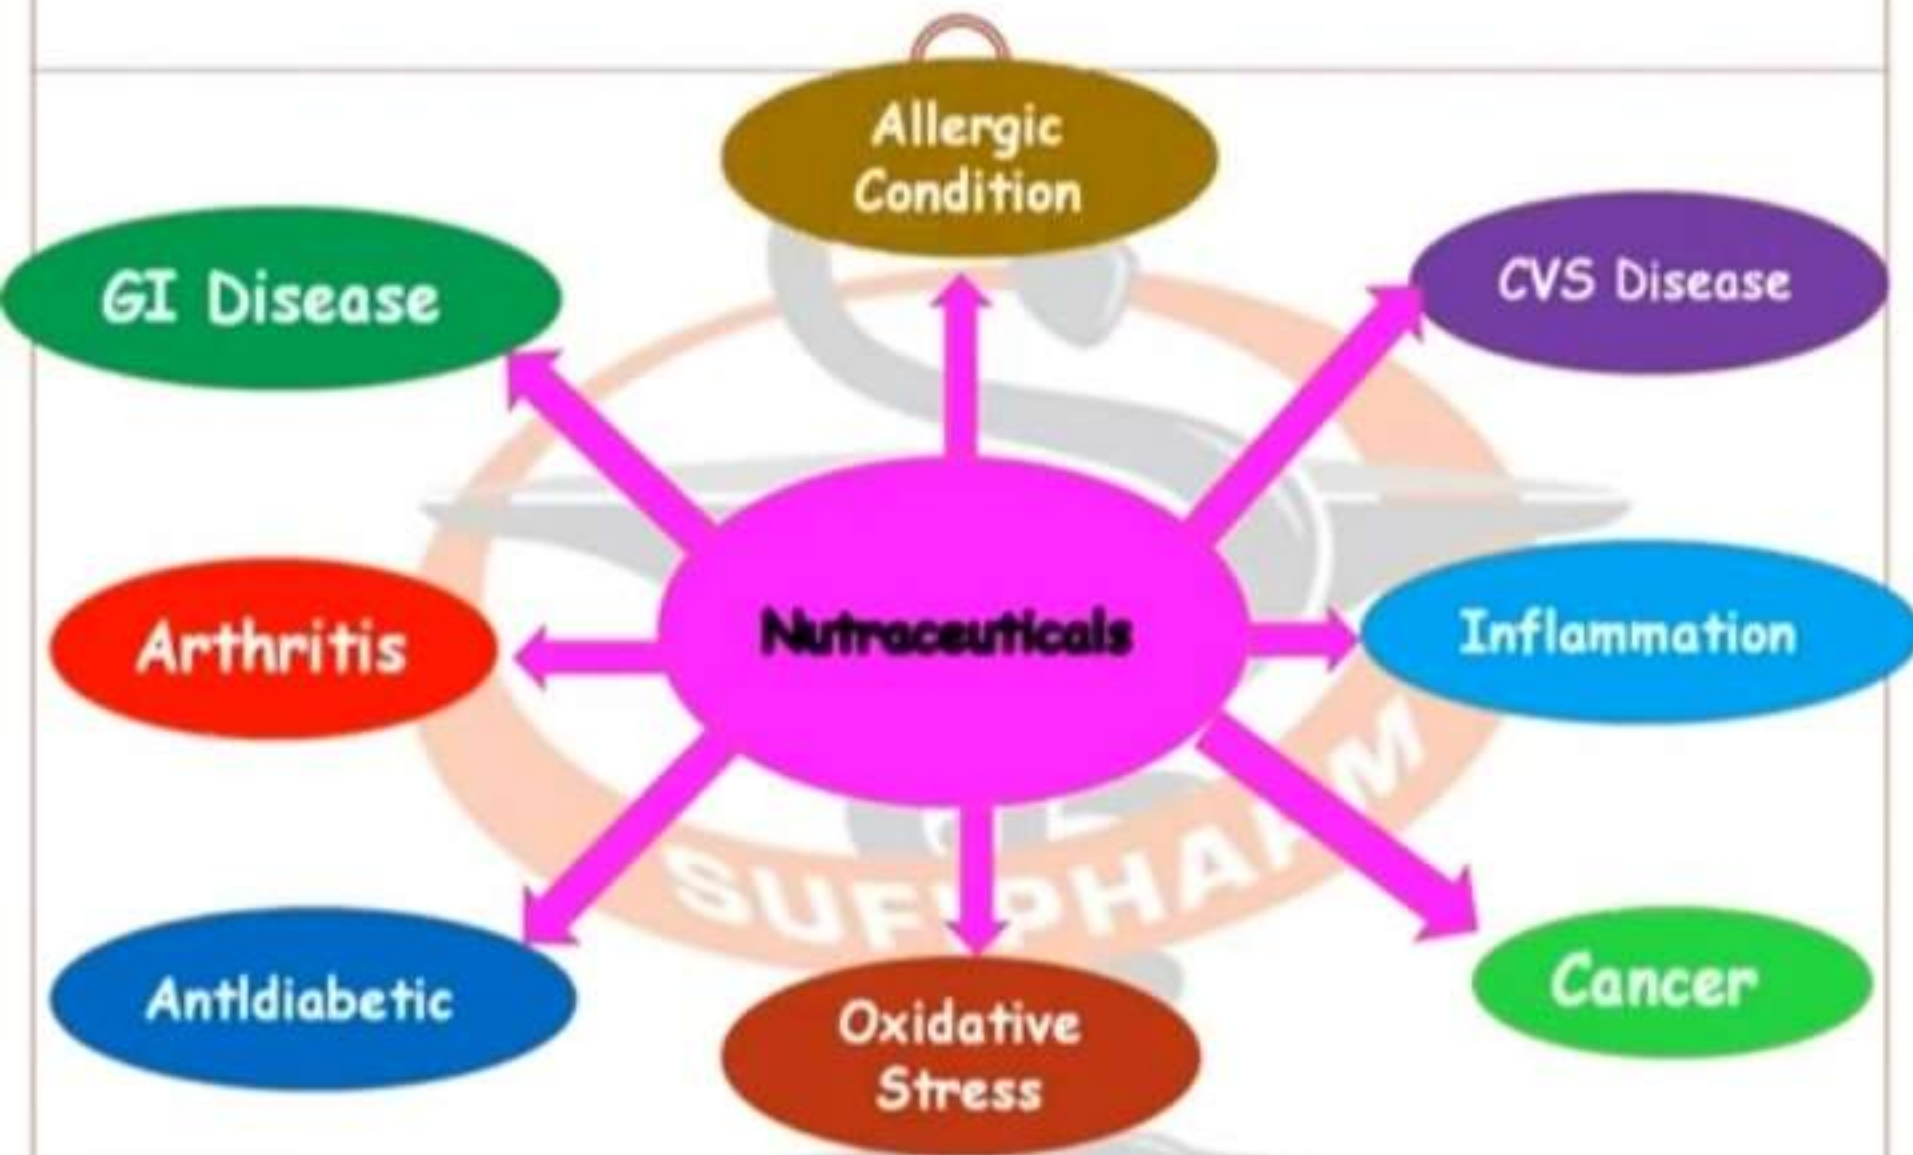 Allergic
Condition
GI Disease
CVS Disease
Nutraceuticals
Arthritis
Inflammation
Antldiabetic
Oxidative
Stress
Cancer